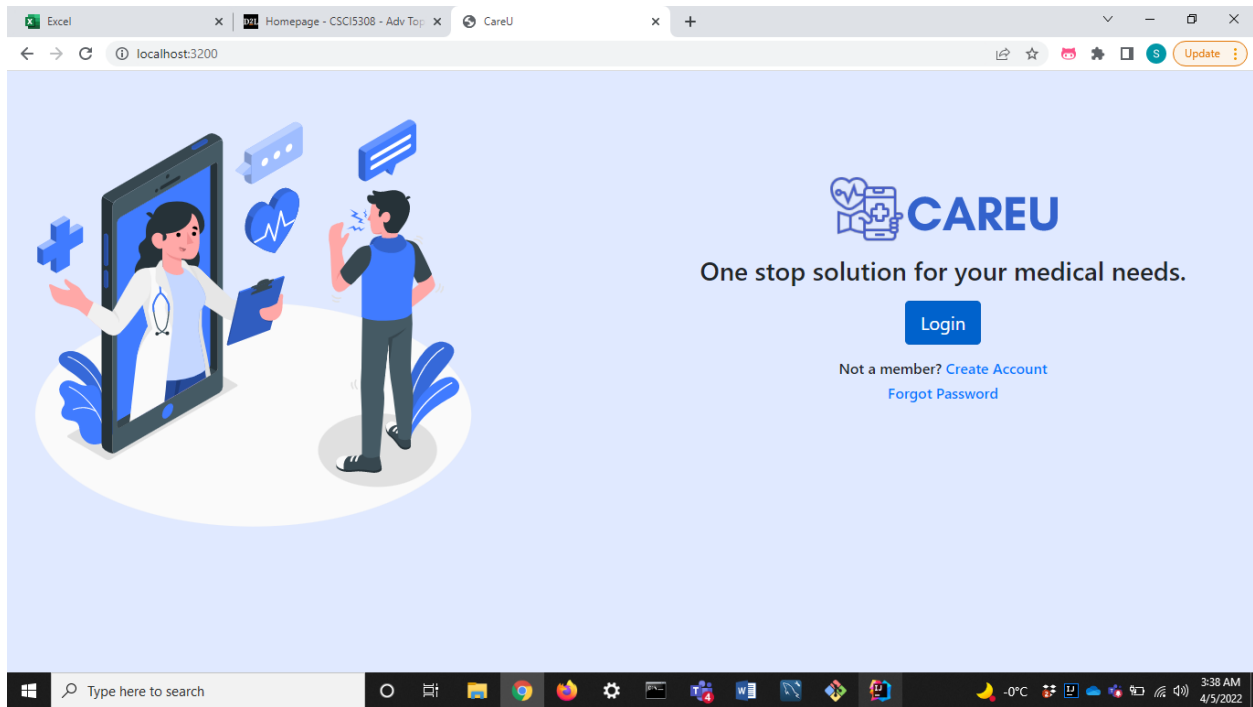 Excel
Homepage - CSCI5308 - Adv Top
CareU
localhost:3200
S
Update
CAREU
One stop solution for your medical needs.
Login
Not a member? Create Account
Forgot Password
Type here to search
4
-0°C
3:38 AM
4/5/2022